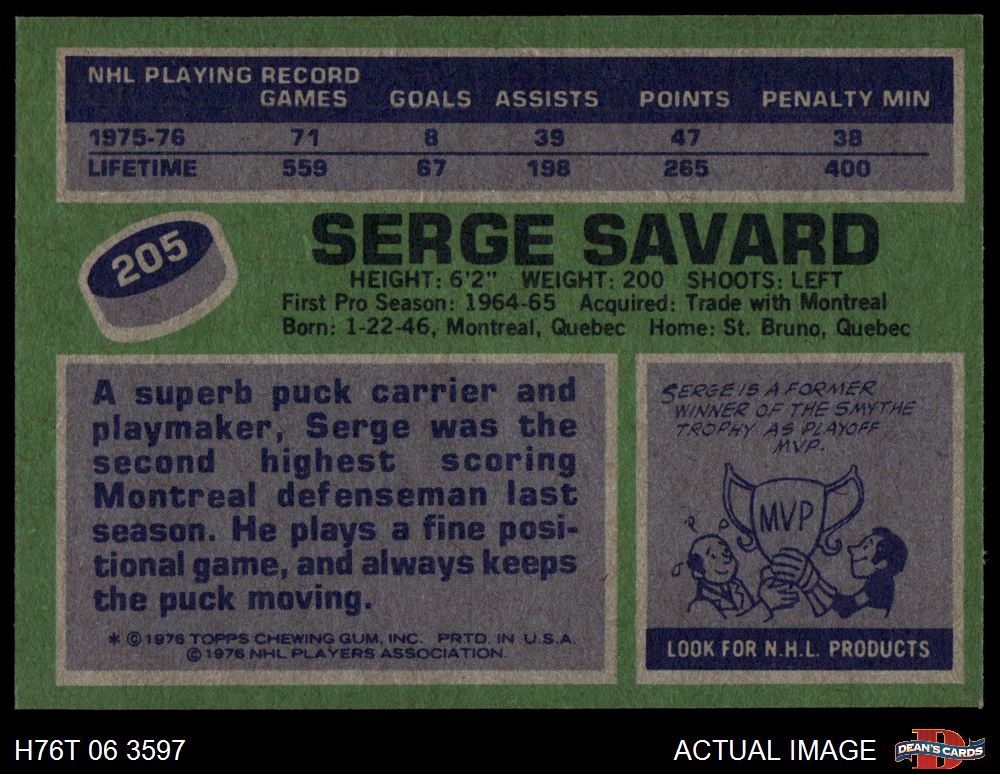 NHL PLAYING RECORD
GAMES GOALS ASSISTS POINTS PENALTY MIN
1975-76 71 8 39 47 38
LIFETIME 559 67 198 265 400
205
SERGE SAVARD
HEIGHT: 6'2" WEIGHT: 200 SHOOTS: LEFT
First Pro Season: 1964-65 Acquired: Trade with Montreal
Born: 1-22-46, Montreal, Quebec Home: St. Bruno, Quebec
A superb puck carrier and
playmaker, Serge was the
second highest scoring
Montreal defenseman last
season. He plays a fine posi-
tional game, and always keeps
the puck moving.
* © 1976 TOPPS CHEWING GUM, INC. PRTD. IN U.S.A.
© 1976 NHL PLAYERS ASSOCIATION.
SERGE IS A FORMER
WINNER OF THE SMYTHE
TROPHY AS PLAYOFF
MVP.
MVP
LOOK FOR N.H.L. PRODUCTS
H76T 06 3597
ACTUAL IMAGE
D
DEAN'S CARDS